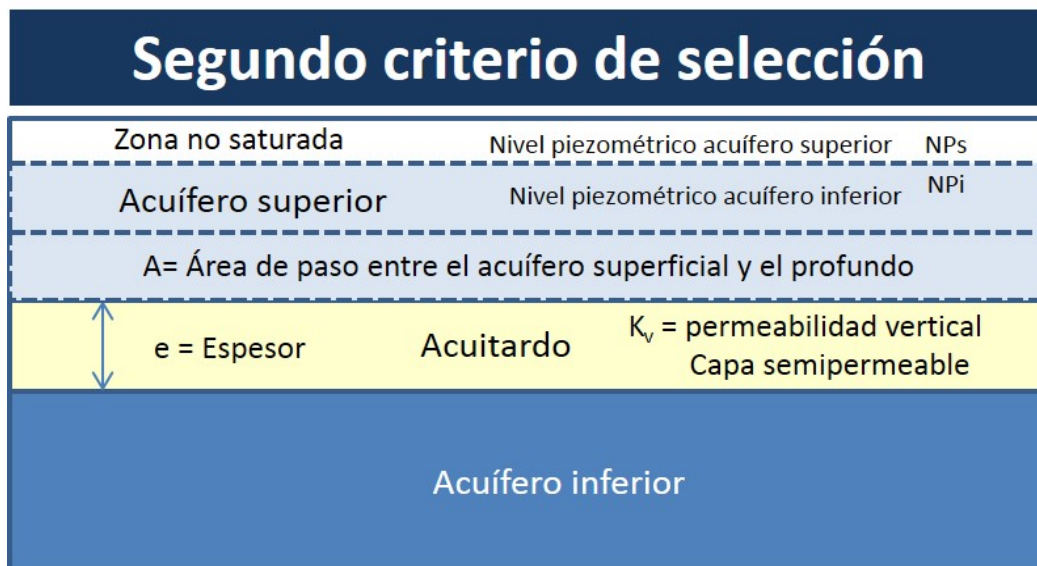 Segundo criterio de selección
Zona no saturada
Nivel piezométrico acuífero superior NPs
Acuífero superior
Nivel piezométrico acuífero inferior NPi
A= Área de paso entre el acuífero superficial y el profundo
e = Espesor
Acuitardo
Kv = permeabilidad vertical
Capa semipermeable
Acuífero inferior